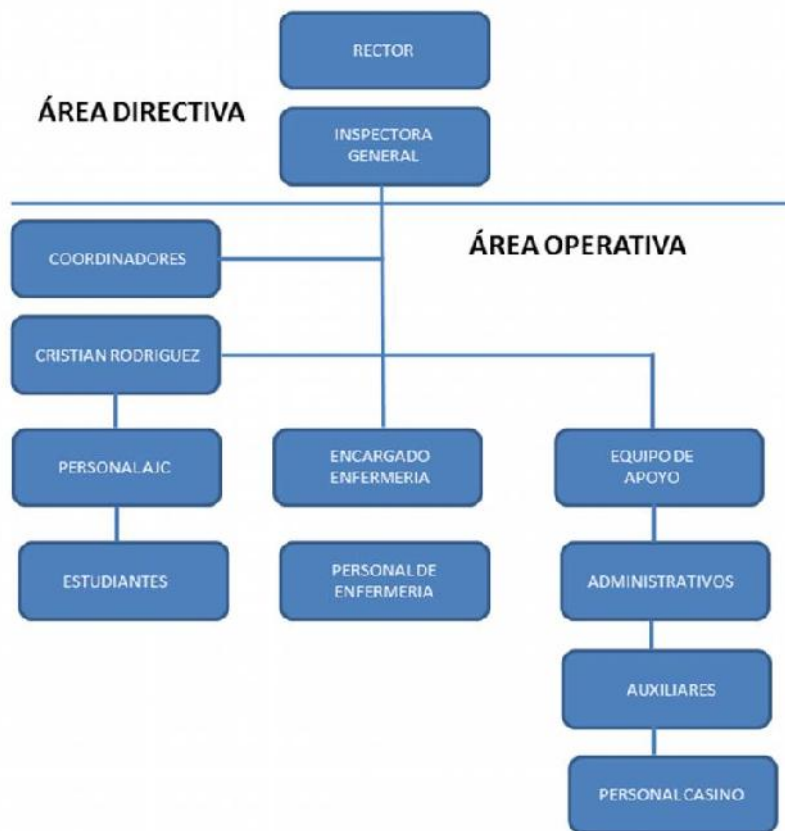 RECTOR
ÁREA DIRECTIVA
INSPECTORA
GENERAL
ÁREA OPERATIVA
COORDINADORES
CRISTIAN RODRIGUEZ
PERSONAL AJC
ENCARGADO
ENFERMERIA
EQUIPO DE
APOYO
ESTUDIANTES
PERSONAL DE
ENFERMERIA
ADMINISTRATIVOS
AUXILIARES
PERSONAL CASINO